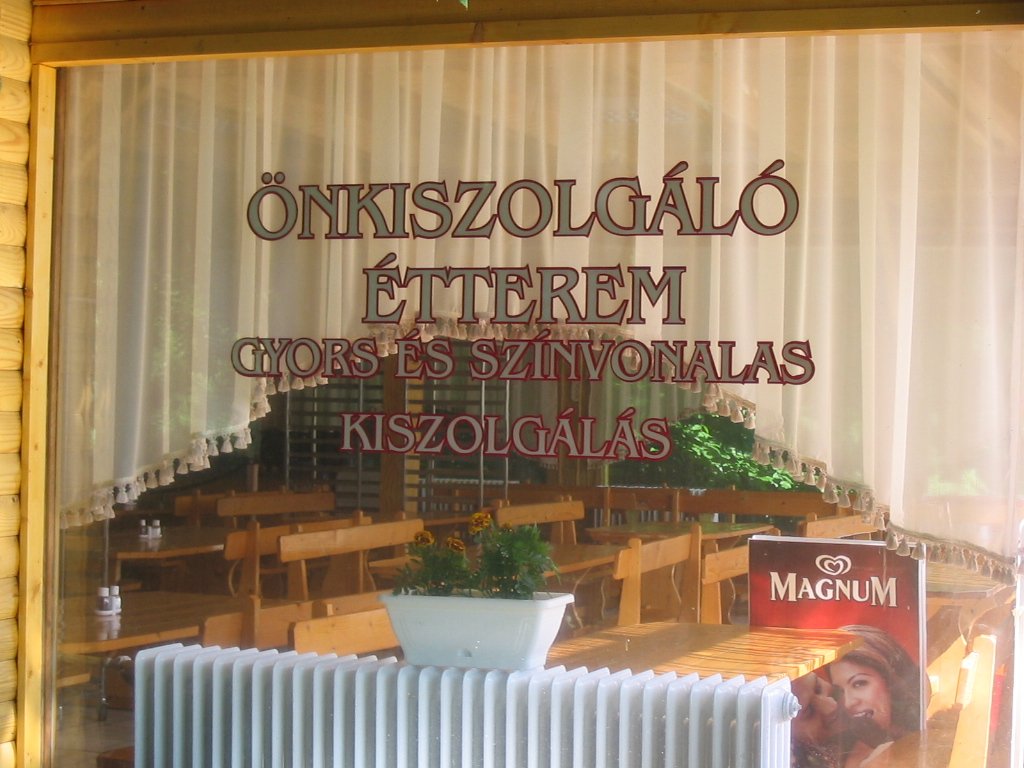 ÖNKISZOLGÁLÓ
ÉTTEREM
GYORS ÉS SZÍNVONALAS
KISZOLGÁLÁS
MAGNUM